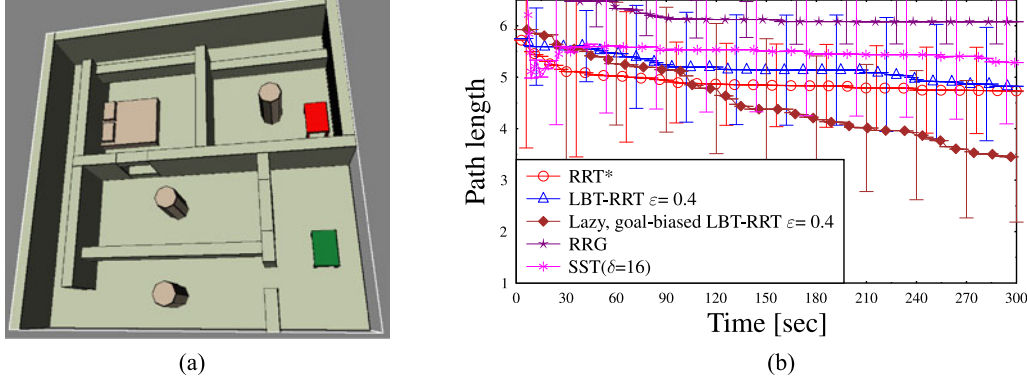 6
5
4
3
2
1
Path length
RRT*
LBT-RRT ε= 0.4
Lazy, goal-biased LBT-RRT ε= 0.4
RRG
SST(δ=16)
0 30 60 90 120 150 180 210 240 270 300
Time [sec]
(a) (b)